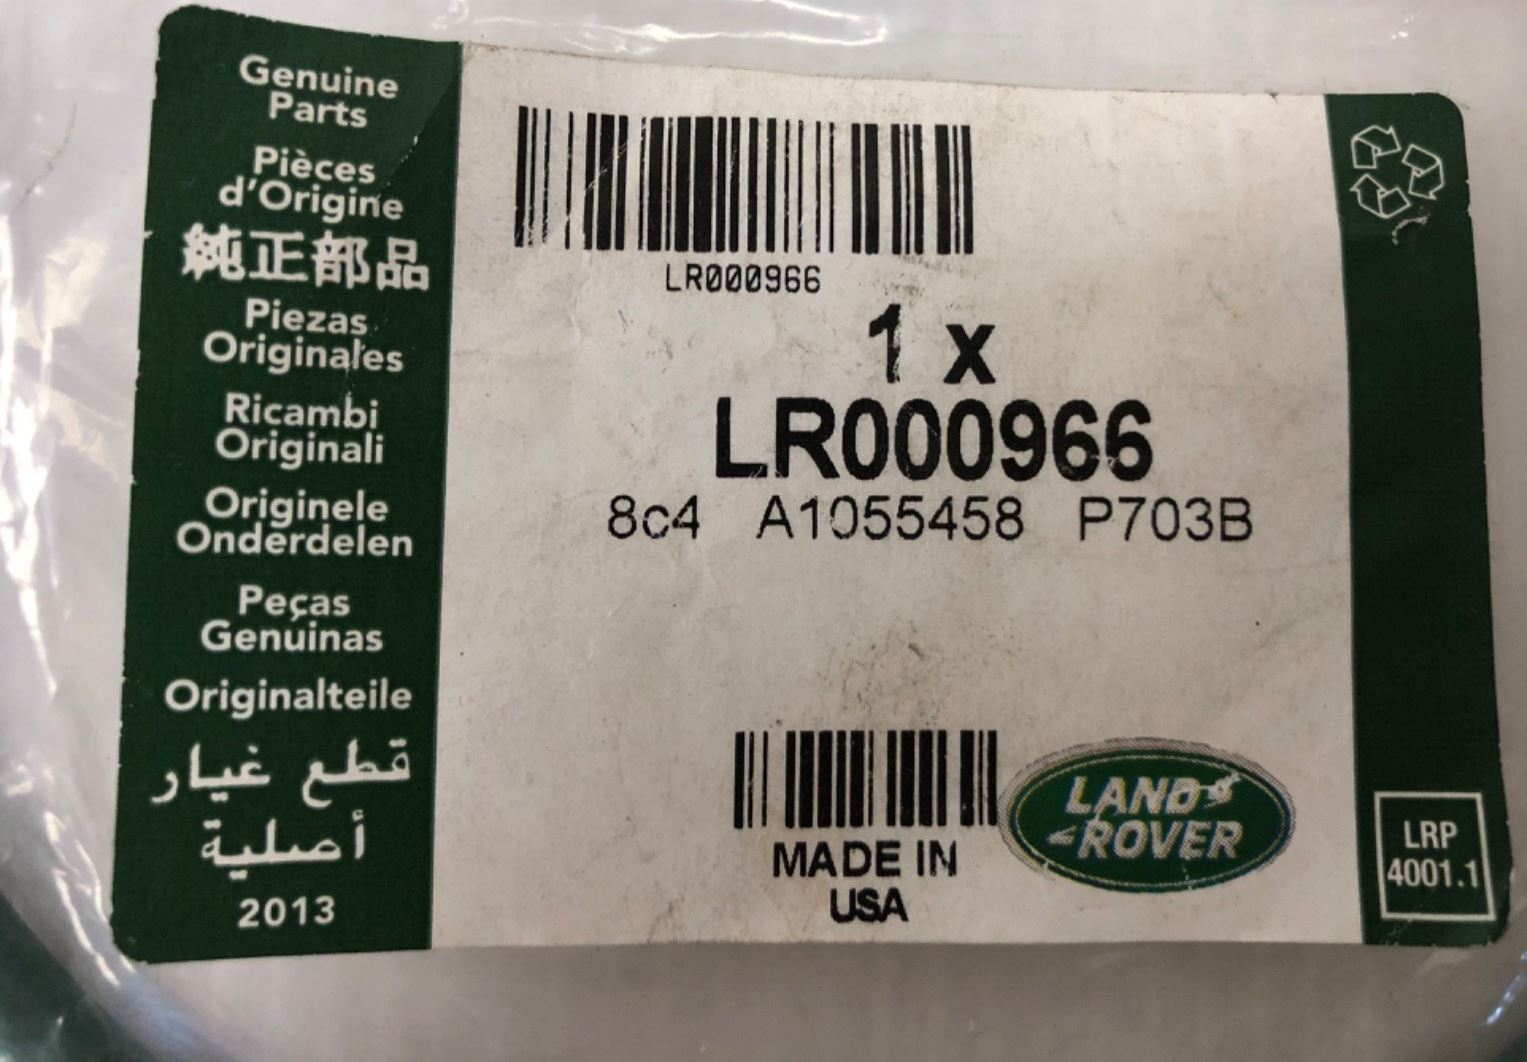 Genuine
Parts
Pièces
d'Origine
純正部品
Piezas
Originales
Ricambi
Originali
Originele
Onderdelen
Peças
Genuinas
Originalteile
قطع غيار
أصلية
2013
LR000966
1 x
LR000966
8c4 A1055458 P703B
MADE IN
USA
LAND
ROVER
LRP
4001.1